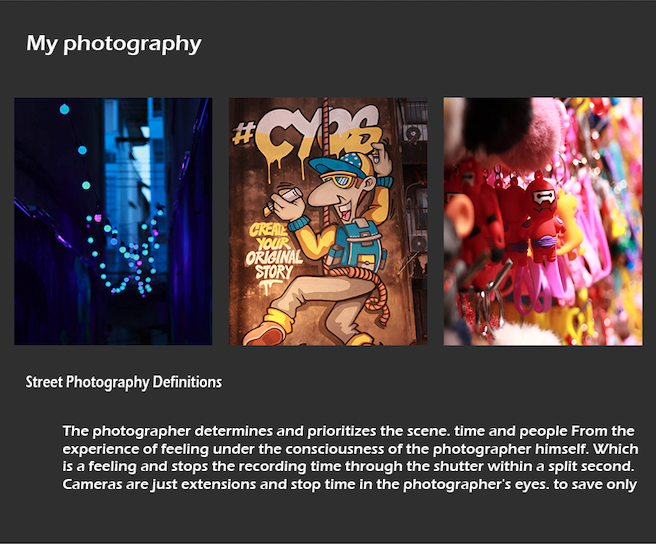 My photography
#CYOS
CREATE
YOUR
ORIGINAL
STORY
Street Photography Definitions
The photographer determines and prioritizes the scene. time and people From the
experience of feeling under the consciousness of the photographer himself. Which
is a feeling and stops the recording time through the shutter within a split second.
Cameras are just extensions and stop time in the photographer's eyes. to save only